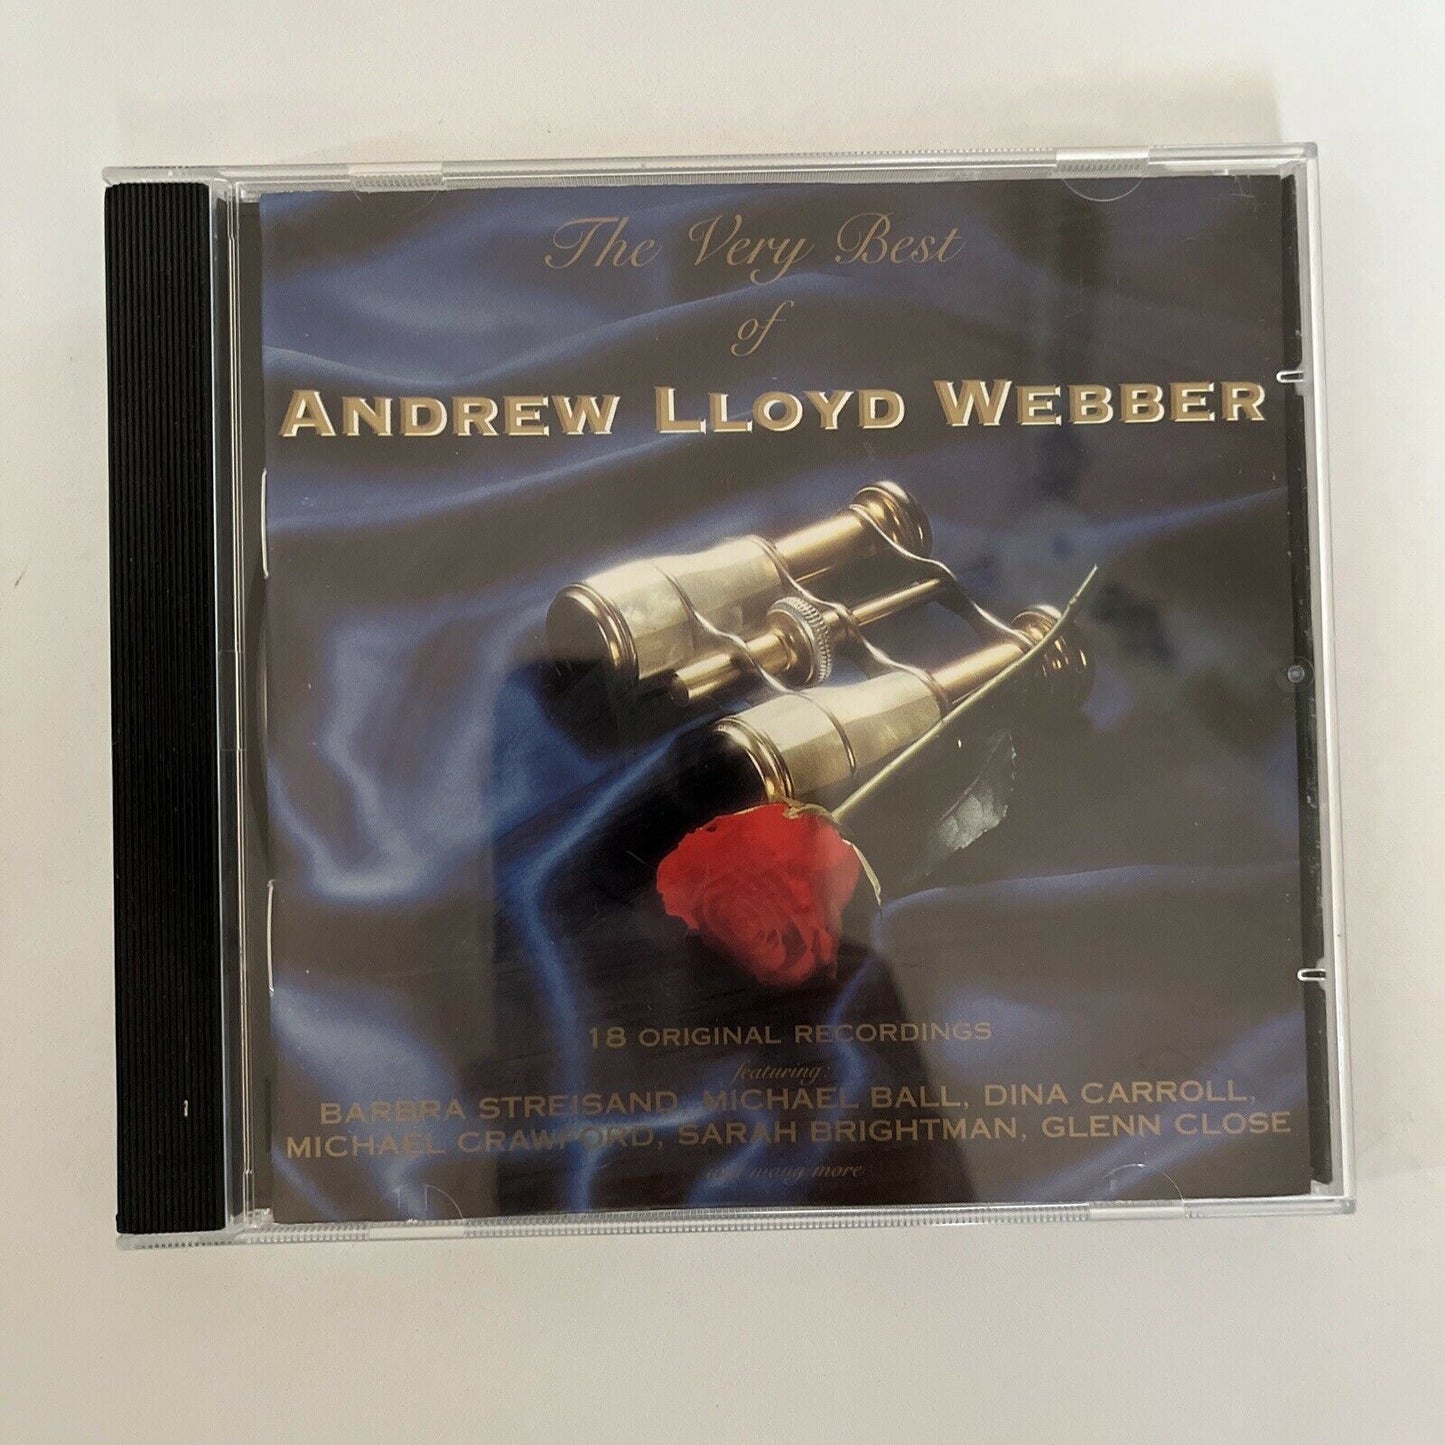 The Very Best
of
ANDREW LLOYD WEBBER
18 ORIGINAL RECORDINGS
featuring:
BARBRA STREISAND, MICHAEL BALL, DINA CARROLL,
MICHAEL CRAWFORD, SARAH BRIGHTMAN, GLENN CLOSE
and many more